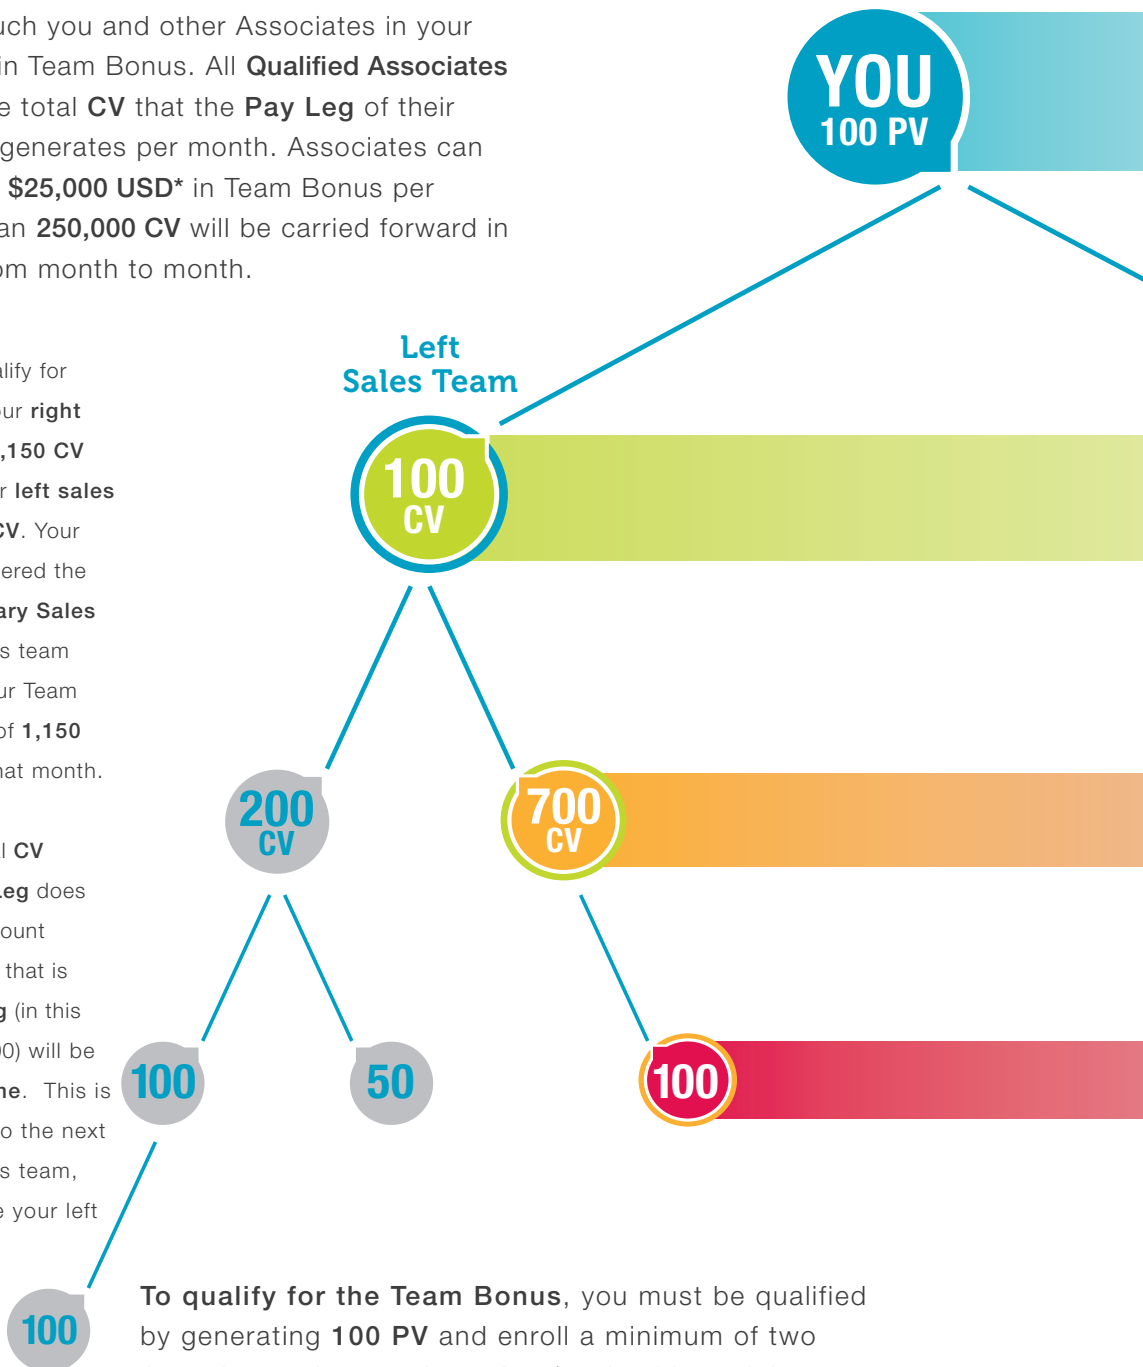 uch you and other Associates in your
in Team Bonus. All Qualified Associates
e total CV that the Pay Leg of their
generates per month. Associates can
$25,000 USD* in Team Bonus per
an 250,000 CV will be carried forward in
om month to month.
YOU
100 PV
Left
Sales Team
100
CV
200
CV
700
CV
100
50
100
100
alify for
our right
,150 CV
r left sales
CV. Your
ered the
ary Sales
s team
ur Team
of 1,150
hat month.
l CV
Leg does
ount
that is
g (in this
00) will be
me. This is
o the next
s team,
e your left
To qualify for the Team Bonus, you must be qualified
by generating 100 PV and enroll a minimum of two